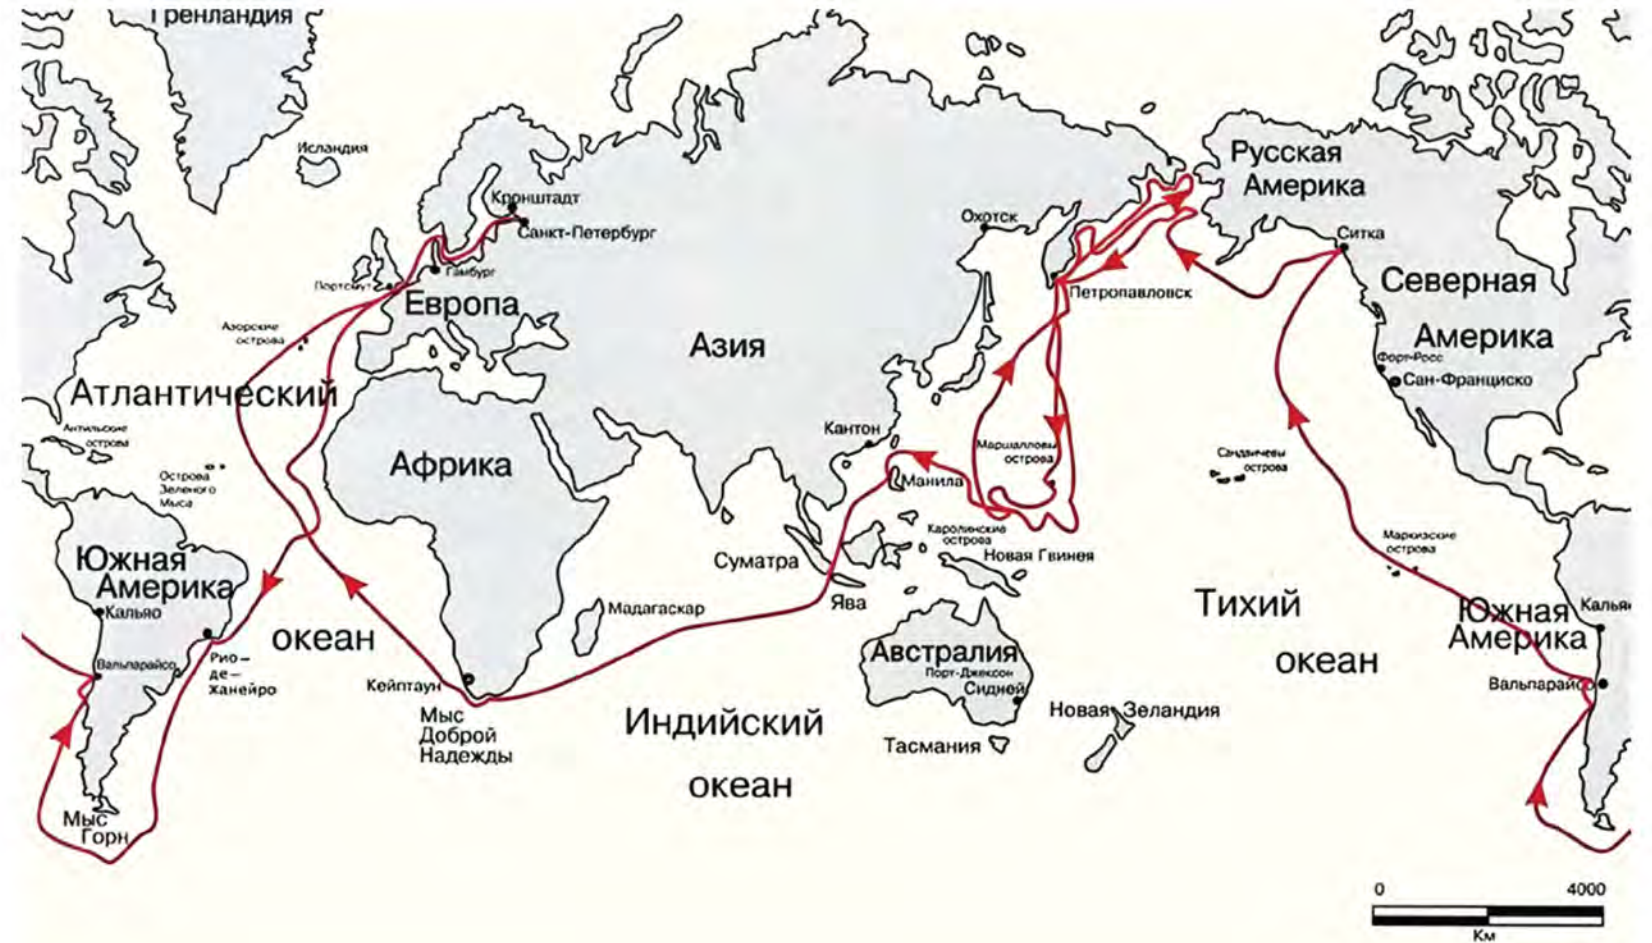 Гренландия
Исландия
Кронштадт
Санкт-Петербург
Гамбург
Портсмут
Европа
Азорские
острова
Атлантический
Антильские
острова
Острова
Зеленого
Мыса
Африка
Южная
Америка
Кальяо
океан
Вальпарайсо
Рио-
де-
Жанейро
Мыс
Горн
Кейптаун
Мыс
Доброй
Надежды
Мадагаскар
Индийский
океан
Азия
Охотск
Петропавловск
Кантон
Манила
Маршалловы
острова
Каролинские
острова
Новая Гвинея
Суматра
Ява
Австралия
Порт-Джексон
Сидней
Тасмания
Новая Зеландия
Русская
Америка
Ситка
Северная
Америка
Форт-Росс
Сан-Франциско
Сандвичевы
острова
Маркизские
острова
Тихий
океан
Южная
Америка
Вальпарайсо
0 4000
Км